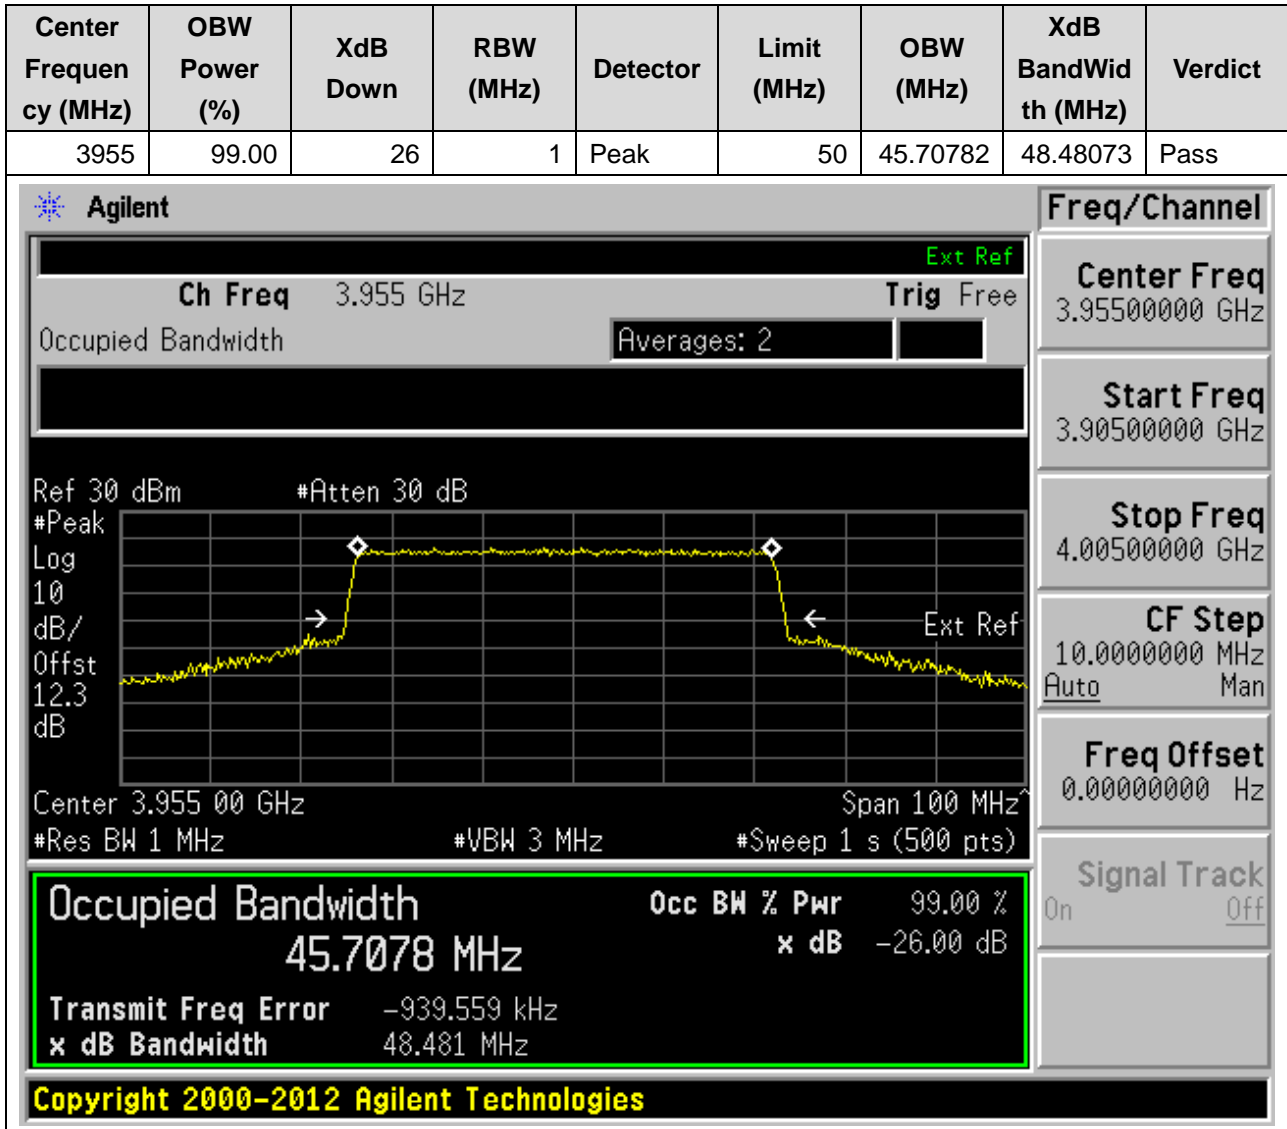 Center Frequen cy (MHz) OBW Power (%) XdB Down RBW (MHz) Detector Limit (MHz) OBW (MHz) XdB BandWid th (MHz) Verdict
3955 99.00 26 1 Peak 50 45.70782 48.48073 Pass
Agilent
Freq/Channel
Ext Ref
Ch Freq 3.955 GHz Trig Free
Occupied Bandwidth Averages: 2
Center Freq
3.95500000 GHz
Start Freq
3.90500000 GHz
Stop Freq
4.00500000 GHz
CF Step
10.0000000 MHz
Auto Man
Freq Offset
0.00000000 Hz
Signal Track
On Off
Ref 30 dBm #Atten 30 dB
#Peak
Log
10
dB/
Offst
12.3
dB
Ext Ref
Center 3.955 00 GHz Span 100 MHz^
#Res BW 1 MHz #VBW 3 MHz #Sweep 1 s (500 pts)
Occupied Bandwidth Occ BW % Pwr 99.00 %
45.7078 MHz x dB -26.00 dB
Transmit Freq Error -939.559 kHz
x dB Bandwidth 48.481 MHz
Copyright 2000-2012 Agilent Technologies